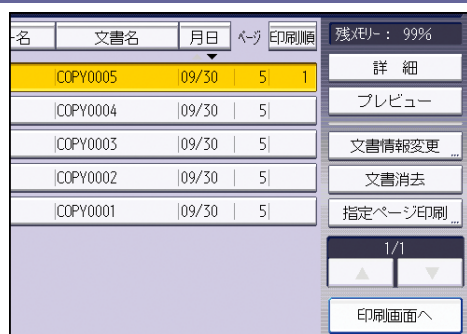 名 文書名 月日 ページ 印刷順
COPY0005 09/30 5 1
COPY0004 09/30 5
COPY0003 09/30 5
COPY0002 09/30 5
COPY0001 09/30 5
残メモリー： 99%
詳 細
プレビュー
文書情報変更 ...
文書消去
指定ページ印刷 ...
1/1
▲ ▼
印刷画面へ